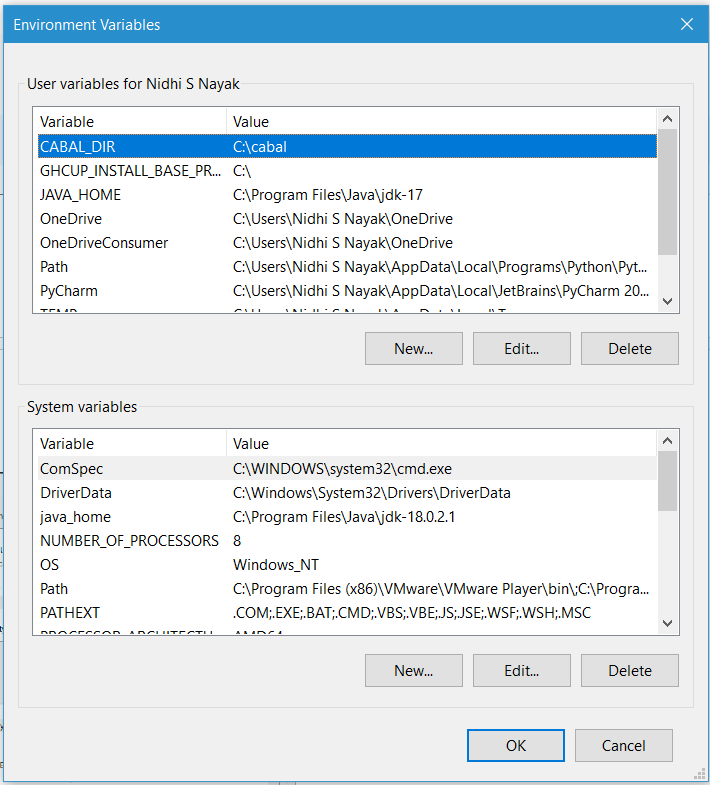 Environment Variables
User variables for Nidhi S Nayak
Variable Value
CABAL_DIR C:\cabal
GHCUP_INSTALL_BASE_PR... C:\
JAVA_HOME C:\Program Files\Java\jdk-17
OneDrive C:\Users\Nidhi S Nayak\OneDrive
OneDriveConsumer C:\Users\Nidhi S Nayak\OneDrive
Path C:\Users\Nidhi S Nayak\AppData\Local\Programs\Python\Pyt...
PyCharm C:\Users\Nidhi S Nayak\AppData\Local\JetBrains\PyCharm 20...
New... Edit... Delete
System variables
Variable Value
ComSpec C:\WINDOWS\system32\cmd.exe
DriverData C:\Windows\System32\Drivers\DriverData
java_home C:\Program Files\Java\jdk-18.0.2.1
NUMBER_OF_PROCESSORS 8
OS Windows_NT
Path C:\Program Files (x86)\VMware\VMware Player\bin\;C:\Progra...
PATHEXT .COM;.EXE;.BAT;.CMD;.VBS;.VBE;.JS;.JSE;.WSF;.WSH;.MSC
New... Edit... Delete
OK Cancel